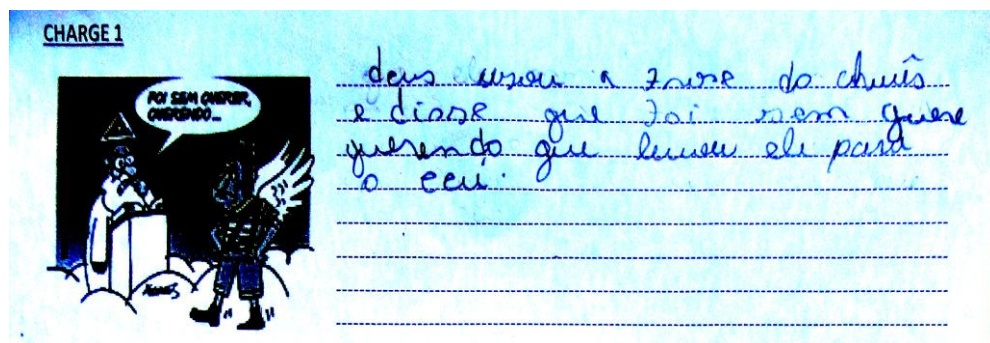 CHARGE 1
FOI SEM QUERER,
QUERENDO...
deus usou a frase do chaves
e disse que foi sem quere
querendo que levou ele para
o ceú.